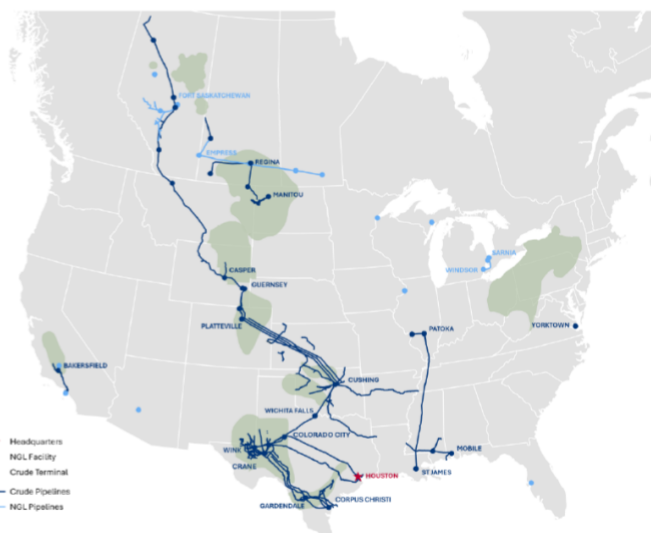 FORT SASKATCHEWAN
EMPRESS
REGINA
MANITOU
SARNIA
WINDSOR
CASPER
GUERNSEY
PLATTEVILLE
PATOKA
YORKTOWN
BAKERSFIELD
CUSHING
WICHITA FALLS
COLORADO CITY
WINK
MOBILE
CRANE
ST JAMES
HOUSTON
CORPUS CHRISTI
GARDENDALE
Headquarters
NGL Facility
Crude Terminal
Crude Pipelines
NGL Pipelines